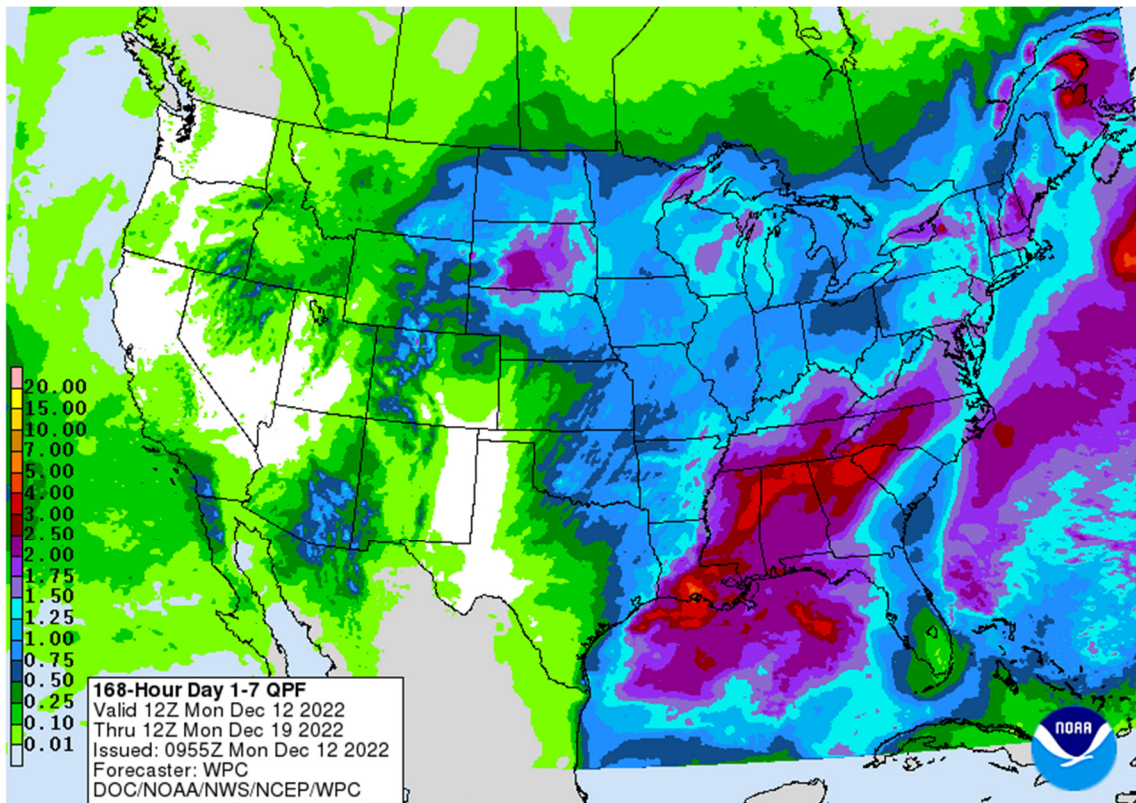 20.00
15.00
10.00
7.00
5.00
4.00
3.00
2.50
2.00
1.75
1.50
1.25
1.00
0.75
0.50
0.25
0.10
0.01
168-Hour Day 1-7 QPF
Valid 12Z Mon Dec 12 2022
Thru 12Z Mon Dec 19 2022
Issued: 0955Z Mon Dec 12 2022
Forecaster: WPC
DOC/NOAA/NWS/NCEP/WPC
NOAA